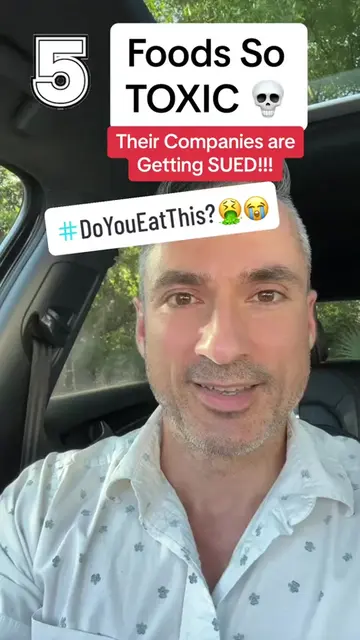 5
Foods So
TOXIC 💀
Their Companies are
Getting SUED!!!
#DoYouEatThis?🤮😭